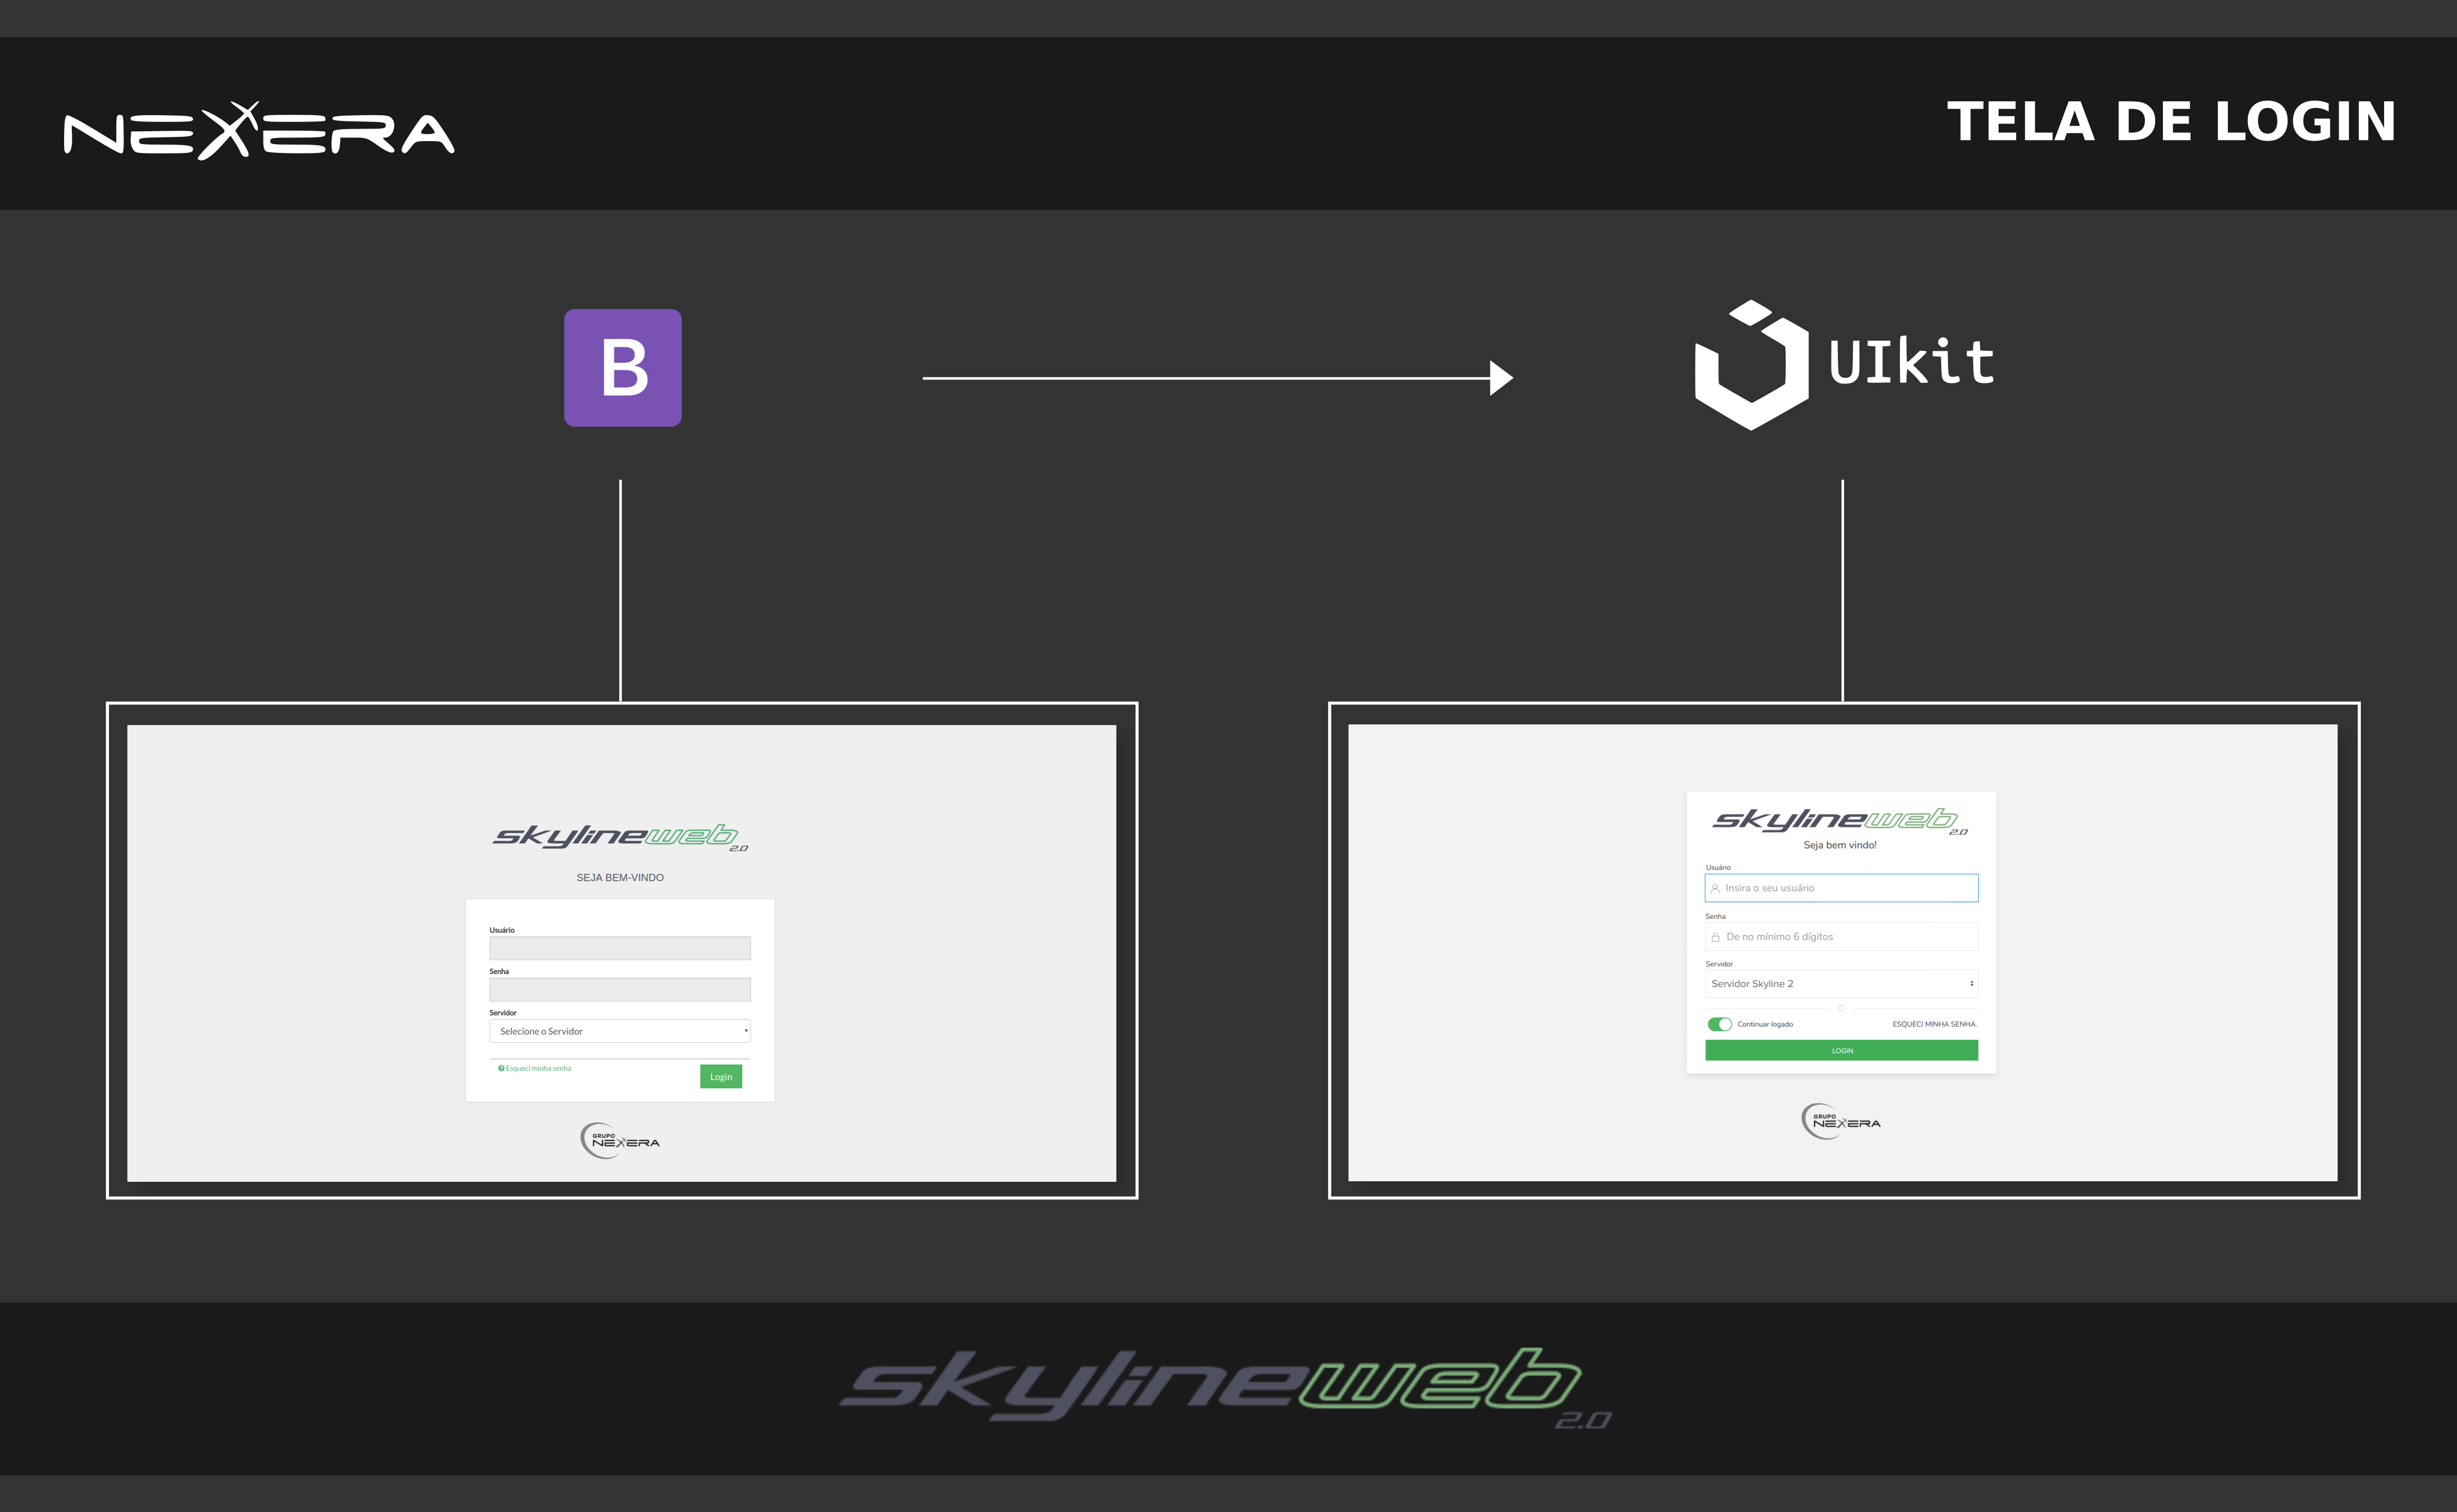 NEXERA
TELA DE LOGIN
B
UIkit
skylineweb
2.0
SEJA BEM-VINDO
Usuário
Senha
Servidor
Selecione o Servidor
Esqueci minha senha
Login
GRUPO
NEXERA
skylineweb
2.0
Seja bem vindo!
Usuário
Insira o seu usuário
Senha
De no mínimo 6 dígitos
Servidor
Servidor Skyline 2
Continuar logado
ESQUECI MINHA SENHA.
LOGIN
GRUPO
NEXERA
skylineweb
2.0